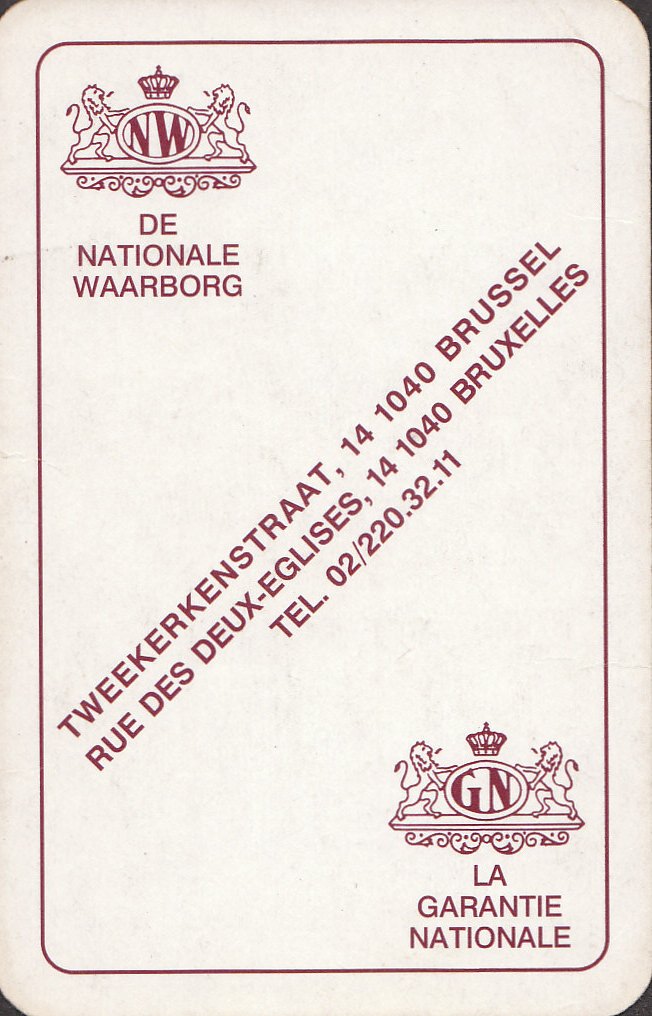 NW
DE
NATIONALE
WAARBORG
TWEEKERKENSTRAAT, 14 1040 BRUSSEL
RUE DES DEUX-EGLISES, 14 1040 BRUXELLES
TEL. 02/220.32.11
GN
LA
GARANTIE
NATIONALE